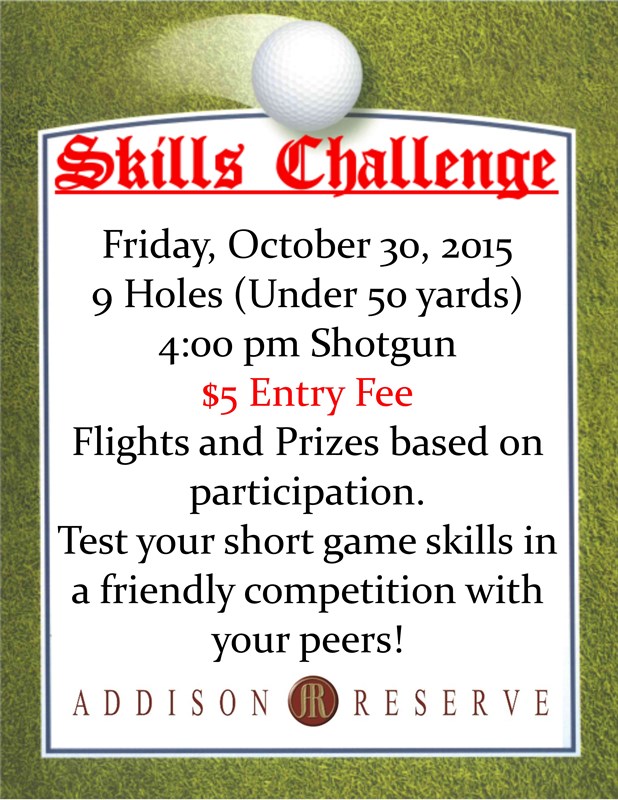 Skills Challenge
Friday, October 30, 2015
9 Holes (Under 50 yards)
4:00 pm Shotgun
$5 Entry Fee
Flights and Prizes based on
participation.
Test your short game skills in
a friendly competition with
your peers!
ADDISON AR RESERVE